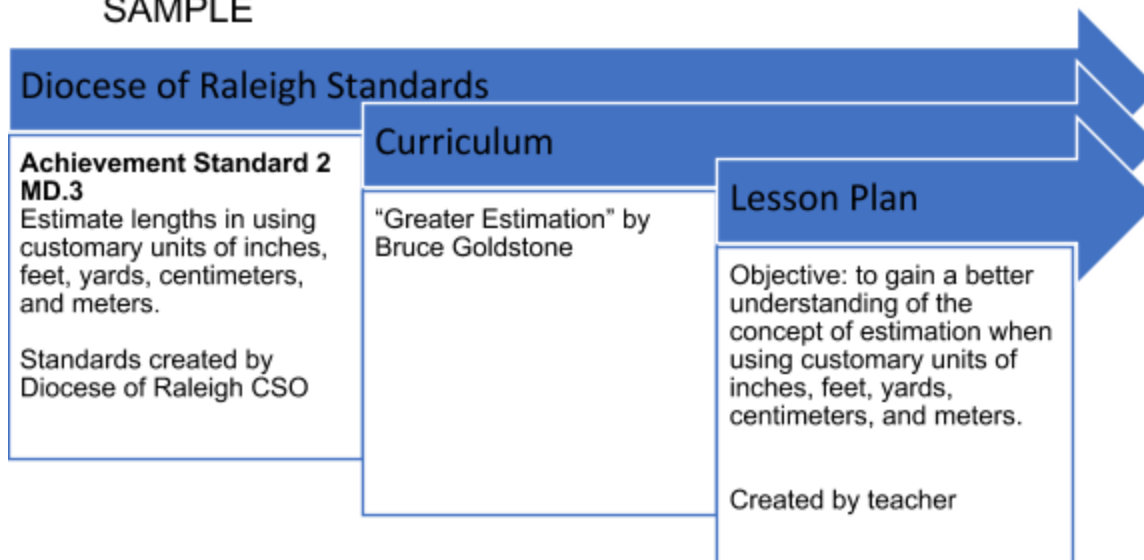 SAMPLE
Diocese of Raleigh Standards
Achievement Standard 2
MD.3
Estimate lengths in using
customary units of inches,
feet, yards, centimeters,
and meters.
Standards created by
Diocese of Raleigh CSO
Curriculum
“Greater Estimation” by
Bruce Goldstone
Lesson Plan
Objective: to gain a better
understanding of the
concept of estimation when
using customary units of
inches, feet, yards,
centimeters, and meters.
Created by teacher